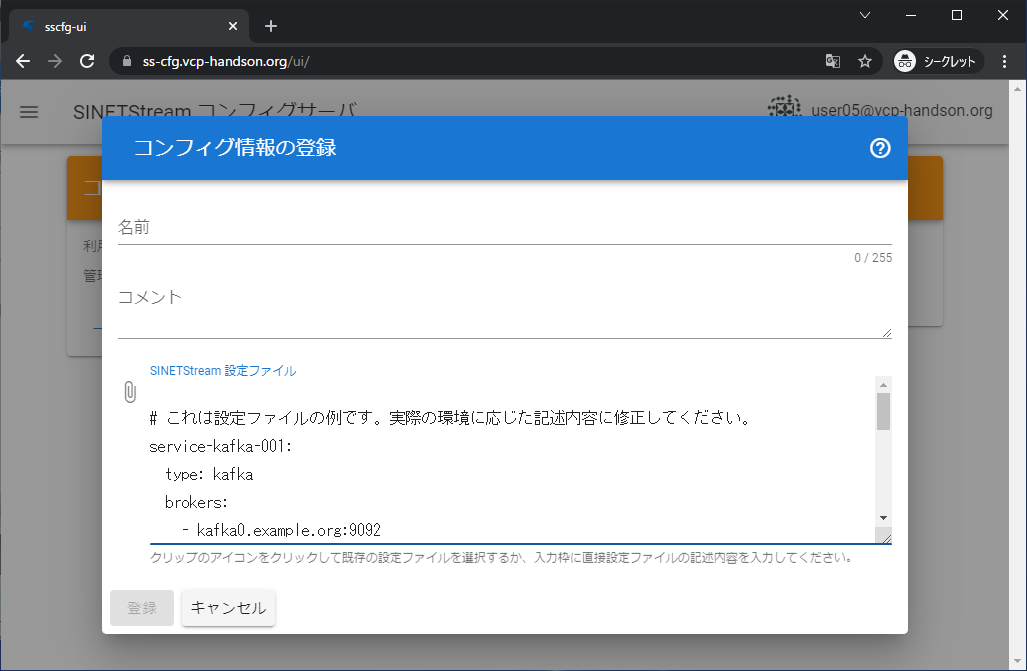 sscfg-ui
ss-cfg.vcp-handson.org/ui/
シークレット
SINETStream コンフィグサーバ
user05@vcp-handson.org
コンフィグ情報の登録
コ
利用
管理
名前
0 / 255
コメント
SINETStream 設定ファイル
# これは設定ファイルの例です。実際の環境に応じた記述内容に修正してください。
service-kafka-001:
type: kafka
brokers:
- kafka0.example.org:9092
クリップのアイコンをクリックして既存の設定ファイルを選択するか、入力枠に直接設定ファイルの記述内容を入力してください。
登録
キャンセル